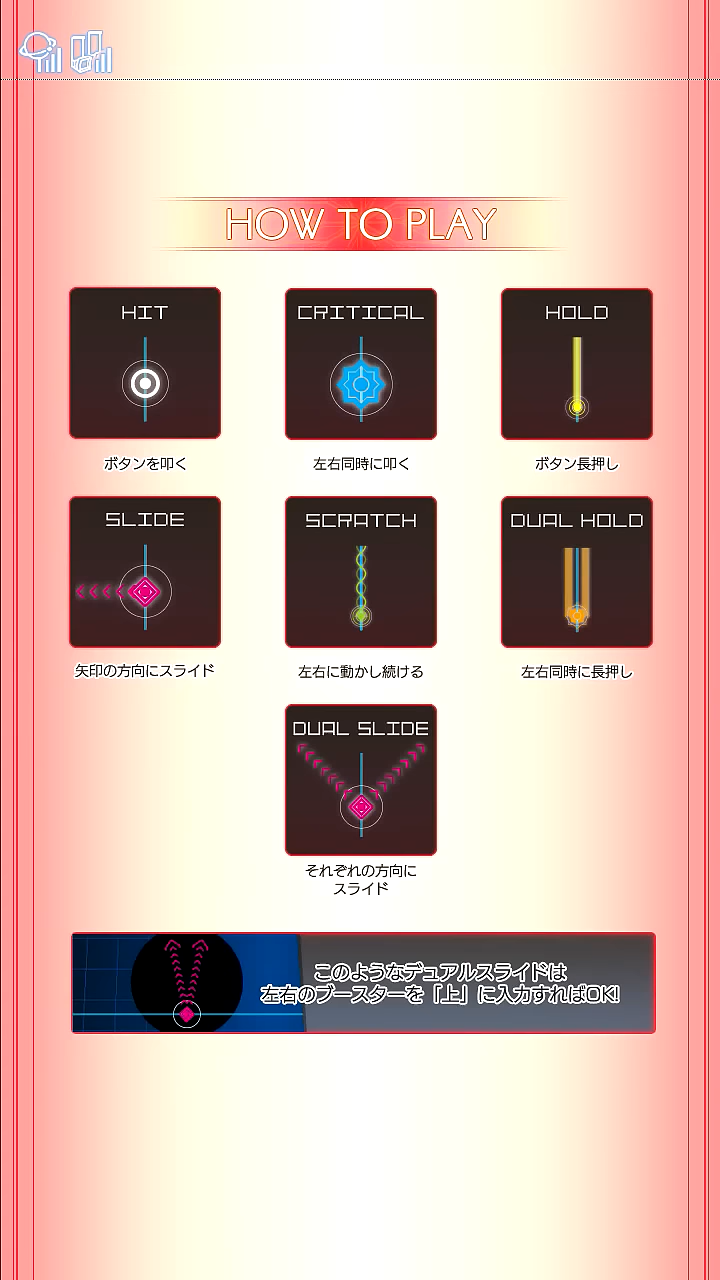 HOW TO PLAY
HIT
CRITICAL
HOLD
ボタンを叩く
左右同時に叩く
ボタン長押し
SLIDE
SCRATCH
DUAL HOLD
矢印の方向にスライド
左右に動かし続ける
左右同時に長押し
DUAL SLIDE
それぞれの方向に
スライド
このようなデュアルスライドは
左右のブースターを「上」に入力すればOK!